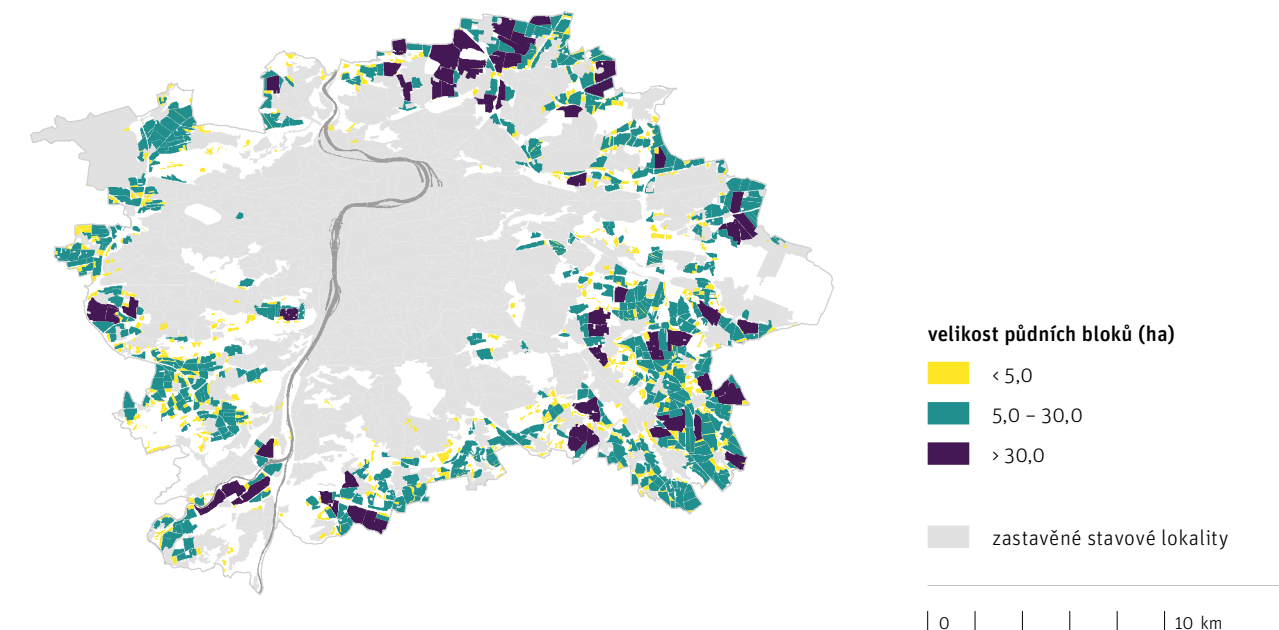 velikost půdních bloků (ha)
< 5,0
5,0 – 30,0
> 30,0
zastavěné stavové lokality
0 10 km